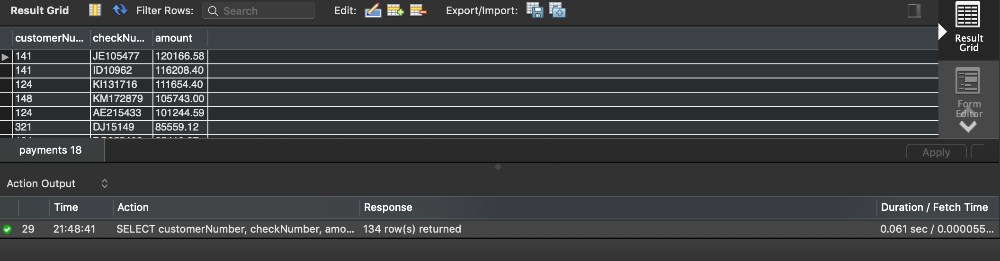 Result Grid Filter Rows: Search Edit: Export/Import:
customerNu... checkNu... amount
141 JE105477 120166.58
141 ID10962 116208.40
124 KI131716 111654.40
148 KM172879 105743.00
124 AE215433 101244.59
321 DJ15149 85559.12
Result
Grid
Form
Editor
payments 18 Apply
Action Output
Time Action Response Duration / Fetch Time
29 21:48:41 SELECT customerNumber, checkNumber, amo... 134 row(s) returned 0.061 sec / 0.000055...